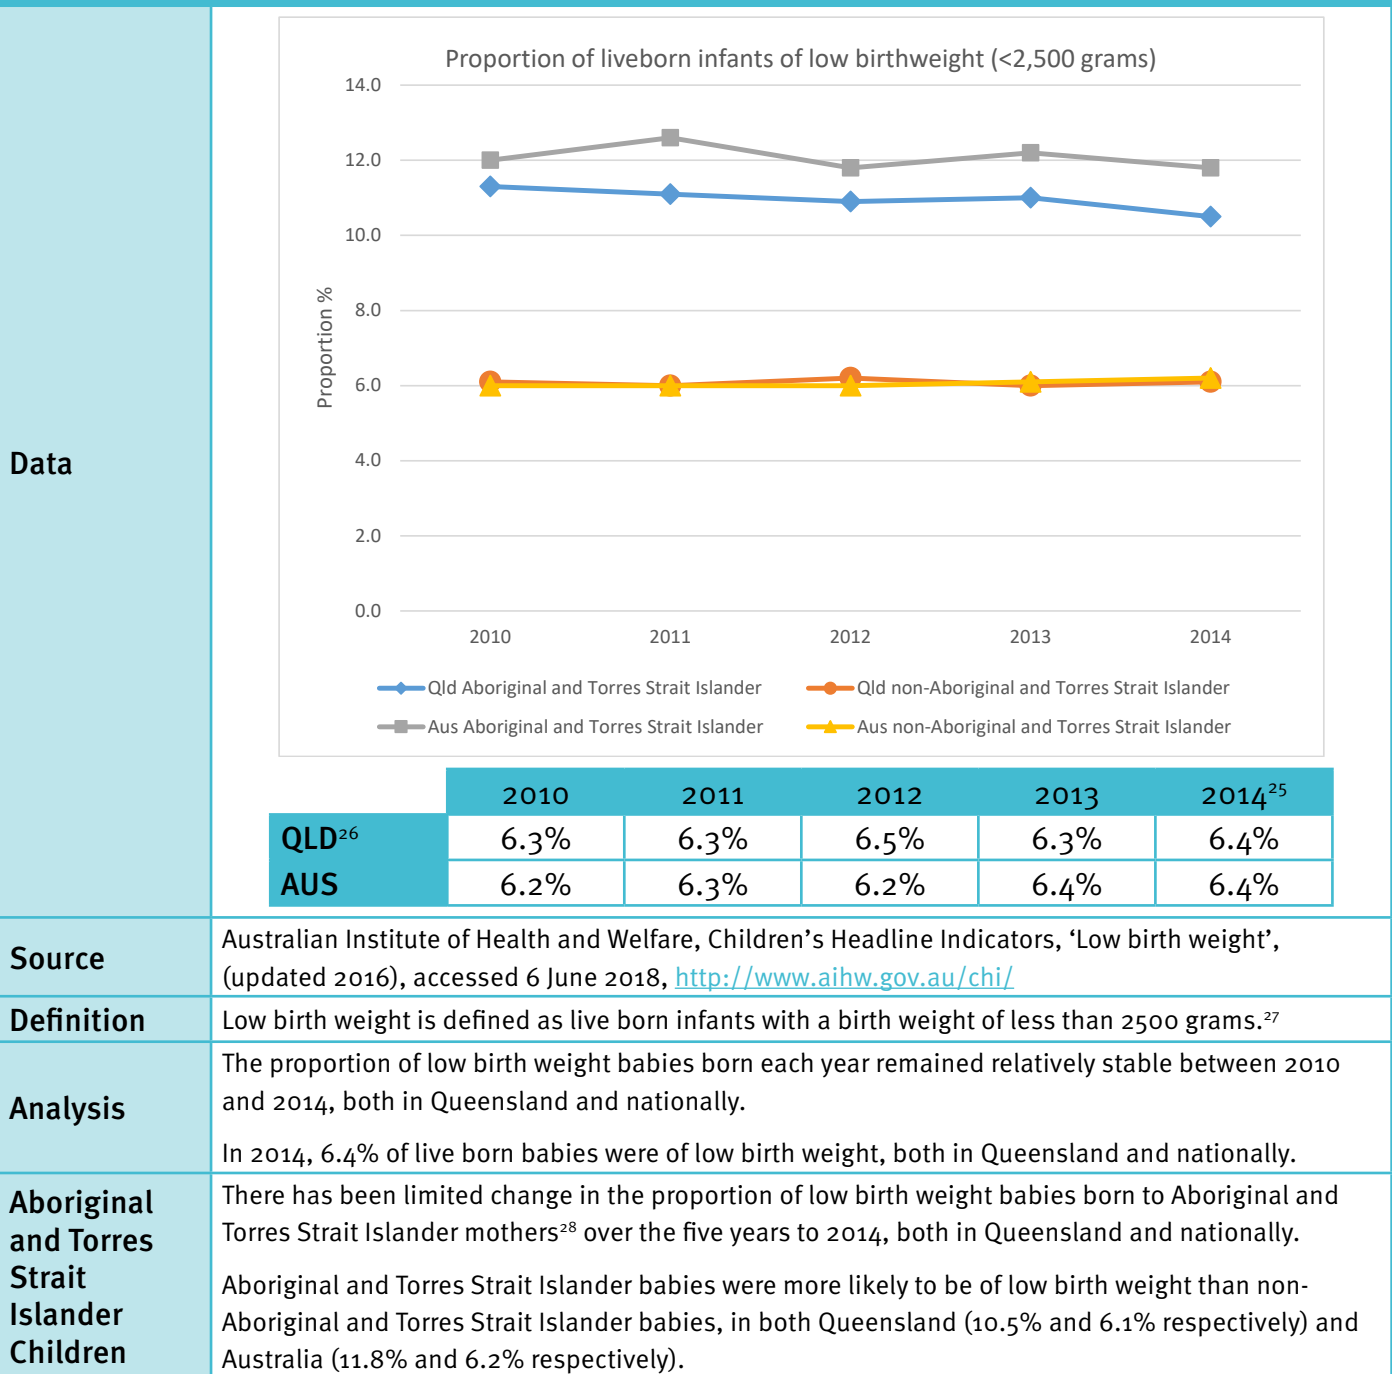 Data
Proportion of liveborn infants of low birthweight (<2,500 grams)
14.0
12.0
10.0
8.0
6.0
4.0
2.0
0.0
Proportion %
2010 2011 2012 2013 2014
Qld Aboriginal and Torres Strait Islander Qld non-Aboriginal and Torres Strait Islander
Aus Aboriginal and Torres Strait Islander Aus non-Aboriginal and Torres Strait Islander
2010 2011 2012 2013 2014²⁵
QLD²⁶ 6.3% 6.3% 6.5% 6.3% 6.4%
AUS 6.2% 6.3% 6.2% 6.4% 6.4%
Source
Australian Institute of Health and Welfare, Children’s Headline Indicators, ‘Low birth weight’,
(updated 2016), accessed 6 June 2018, http://www.aihw.gov.au/chi/
Definition
Low birth weight is defined as live born infants with a birth weight of less than 2500 grams.²⁷
Analysis
The proportion of low birth weight babies born each year remained relatively stable between 2010
and 2014, both in Queensland and nationally.
In 2014, 6.4% of live born babies were of low birth weight, both in Queensland and nationally.
Aboriginal
and Torres
Strait
Islander
Children
There has been limited change in the proportion of low birth weight babies born to Aboriginal and
Torres Strait Islander mothers²⁸ over the five years to 2014, both in Queensland and nationally.
Aboriginal and Torres Strait Islander babies were more likely to be of low birth weight than non-
Aboriginal and Torres Strait Islander babies, in both Queensland (10.5% and 6.1% respectively) and
Australia (11.8% and 6.2% respectively).